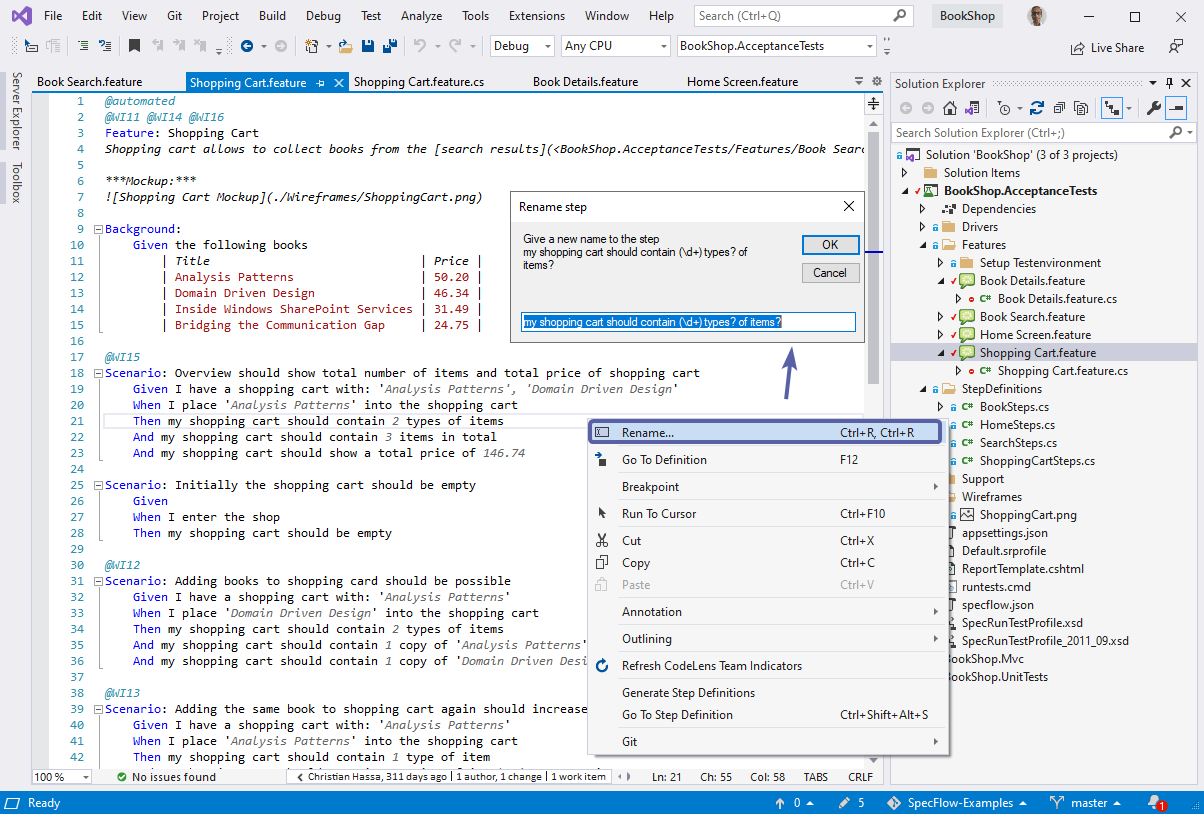 File Edit View Git Project Build Debug Test Analyze Tools Extensions Window Help Search (Ctrl+Q) BookShop
Debug Any CPU BookShop.AcceptanceTests Live Share
Server Explorer
Toolbox
Book Search.feature Shopping Cart.feature Shopping Cart.feature.cs Book Details.feature Home Screen.feature
1 @automated
2 @WI11 @WI14 @WI16
3 Feature: Shopping Cart
4 Shopping cart allows to collect books from the [search results](<BookShop.AcceptanceTests/Features/Book Sear
5
6 ***Mockup:***
7 ![Shopping Cart Mockup](./Wireframes/ShoppingCart.png)
8
9 Background:
10 Given the following books
11 | Title | Price |
12 | Analysis Patterns | 50.20 |
13 | Domain Driven Design | 46.34 |
14 | Inside Windows SharePoint Services | 31.49 |
15 | Bridging the Communication Gap | 24.75 |
16
17 @WI15
18 Scenario: Overview should show total number of items and total price of shopping cart
19 Given I have a shopping cart with: 'Analysis Patterns', 'Domain Driven Design'
20 When I place 'Analysis Patterns' into the shopping cart
21 Then my shopping cart should contain 2 types of items
22 And my shopping cart should contain 3 items in total
23 And my shopping cart should show a total price of 146.74
24
25 Scenario: Initially the shopping cart should be empty
26 Given
27 When I enter the shop
28 Then my shopping cart should be empty
29
30 @WI12
31 Scenario: Adding books to shopping card should be possible
32 Given I have a shopping cart with: 'Analysis Patterns'
33 When I place 'Domain Driven Design' into the shopping cart
34 Then my shopping cart should contain 2 types of items
35 And my shopping cart should contain 1 copy of 'Analysis Patterns'
36 And my shopping cart should contain 1 copy of 'Domain Driven Desi
37
38 @WI13
39 Scenario: Adding the same book to shopping cart again should increase
40 Given I have a shopping cart with: 'Analysis Patterns'
41 When I place 'Analysis Patterns' into the shopping cart
42 Then my shopping cart should contain 1 type of item
Rename step
Give a new name to the step
my shopping cart should contain (\d+) types? of
items?
OK
Cancel
my shopping cart should contain (\d+) types? of items?
Rename... Ctrl+R, Ctrl+R
Go To Definition F12
Breakpoint
Run To Cursor Ctrl+F10
Cut Ctrl+X
Copy Ctrl+C
Paste Ctrl+V
Annotation
Outlining
Refresh CodeLens Team Indicators
Generate Step Definitions
Go To Step Definition Ctrl+Shift+Alt+S
Git
Solution Explorer
Search Solution Explorer (Ctrl+;)
Solution 'BookShop' (3 of 3 projects)
Solution Items
BookShop.AcceptanceTests
Dependencies
Drivers
Features
Setup Testenvironment
Book Details.feature
C# Book Details.feature.cs
Book Search.feature
Home Screen.feature
Shopping Cart.feature
C# Shopping Cart.feature.cs
StepDefinitions
C# BookSteps.cs
C# HomeSteps.cs
C# SearchSteps.cs
C# ShoppingCartSteps.cs
Support
Wireframes
ShoppingCart.png
appsettings.json
Default.srprofile
ReportTemplate.cshtml
runtests.cmd
specflow.json
SpecRunTestProfile.xsd
SpecRunTestProfile_2011_09.xsd
BookShop.Mvc
BookShop.UnitTests
100 % No issues found Christian Hassa, 311 days ago | 1 author, 1 change | 1 work item Ln: 21 Ch: 55 Col: 58 TABS CRLF
Ready 0 5 SpecFlow-Examples master 1